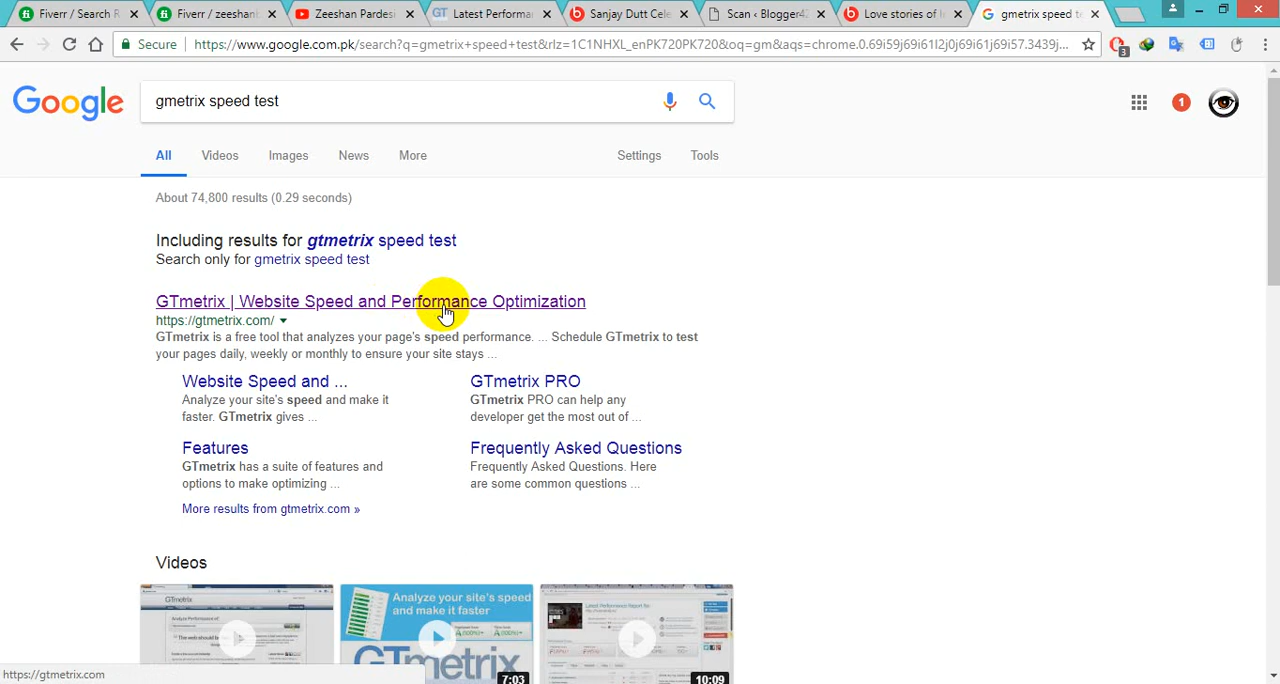 Fiverr / Search R
Fiverr / zeeshanb
Zeeshan Pardesi
GT Latest Performan
Sanjay Dutt Cele
Scan ‹ Blogger42
Love stories of I
gmetrix speed te
Secure https://www.google.com.pk/search?q=gmetrix+speed+test&rlz=1C1NHXL_enPK720PK720&oq=gm&aqs=chrome.0.69i59j69i61l2j0j69i61j69i57.3439j... 3
Google gmetrix speed test 1
All Videos Images News More Settings Tools
About 74,800 results (0.29 seconds)
Including results for gtmetrix speed test
Search only for gmetrix speed test
GTmetrix | Website Speed and Performance Optimization
https://gtmetrix.com/
GTmetrix is a free tool that analyzes your page's speed performance. ... Schedule GTmetrix to test
your pages daily, weekly or monthly to ensure your site stays ...
Website Speed and ...
Analyze your site's speed and make it
faster. GTmetrix gives ...
GTmetrix PRO
GTmetrix PRO can help any
developer get the most out of ...
Features
GTmetrix has a suite of features and
options to make optimizing ...
Frequently Asked Questions
Frequently Asked Questions. Here
are some common questions ...
More results from gtmetrix.com »
Videos
GTmetrix
Analyze your site's speed
and make it faster
GTmetrix
7:03
Latest Performance Report for
10:09
https://gtmetrix.com